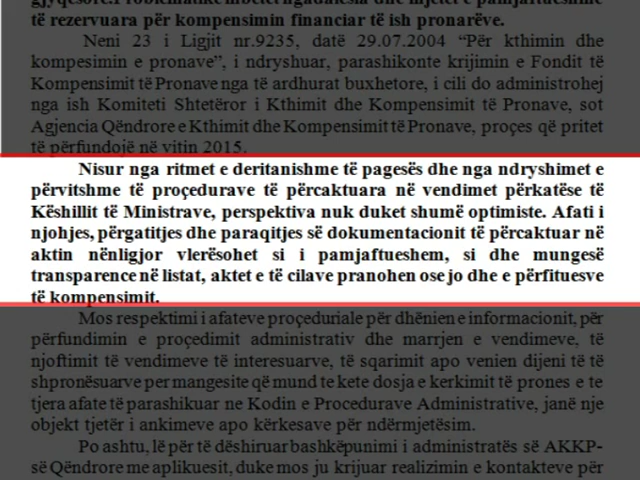 gjyqësore.Problematike mbetet ngadalësia dhe mjetet e pamjaftueshme
të rezervuara për kompensimin financiar të ish pronarëve.
Neni 23 i Ligjit nr.9235, datë 29.07.2004 “Për kthimin dhe
kompesimin e pronave”, i ndryshuar, parashikonte krijimin e Fondit të
Kompensimit të Pronave nga të ardhurat buxhetore, i cili do administrohej
nga ish Komiteti Shtetëror i Kthimit dhe Kompensimit të Pronave, sot
Agjencia Qëndrore e Kthimit dhe Kompensimit të Pronave, proçes që pritet
të përfundojë në vitin 2015.
Nisur nga ritmet e deritanishme të pagesës dhe nga ndryshimet e
përvitshme të proçedurave të përcaktuara në vendimet përkatëse të
Këshillit të Ministrave, perspektiva nuk duket shumë optimiste. Afati i
njohjes, përgatitjes dhe paraqitjes së dokumentacionit të përcaktuar në
aktin nënligjor vlerësohet si i pamjaftueshem, si dhe mungesë
transparence në listat, aktet e të cilave pranohen ose jo dhe e përfituesve
të kompensimit.
Mos respektimi i afateve proçeduriale për dhënien e informacionit, për
përfundimin e proçedimit administrativ dhe marrjen e vendimeve, të
njoftimit të vendimeve të interesuarve, të sqarimit apo venien dijeni të të
shpronësuarve per mangesite që mund te kete dosja e kerkimit të prones e te
tjera afate të parashikuar ne Kodin e Procedurave Administrative, janë nje
objekt tjetër i ankimeve apo kërkesave për ndërmjetësim.
Po ashtu, lë për të dëshiruar bashkëpunimi i administratës së AKKP-
së Qëndrore me aplikuesit, duke mos ju krijuar realizimin e kontakteve për